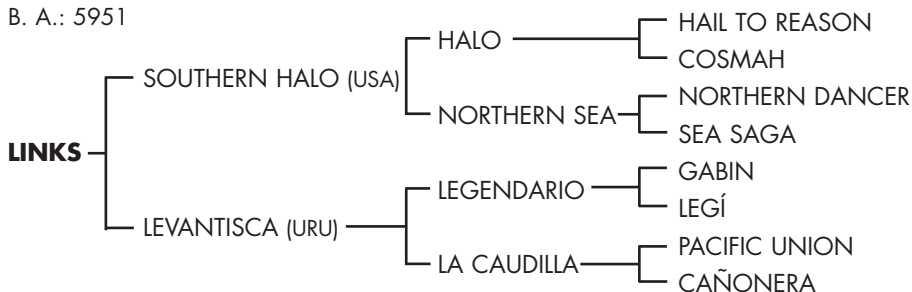 B. A.: 5951
LINKS
SOUTHERN HALO (USA)
HALO
HAIL TO REASON
COSMAH
NORTHERN SEA
NORTHERN DANCER
SEA SAGA
LEVANTISCA (URU)
LEGENDARIO
GABIN
LEGÍ
LA CAUDILLA
PACIFIC UNION
CAÑONERA